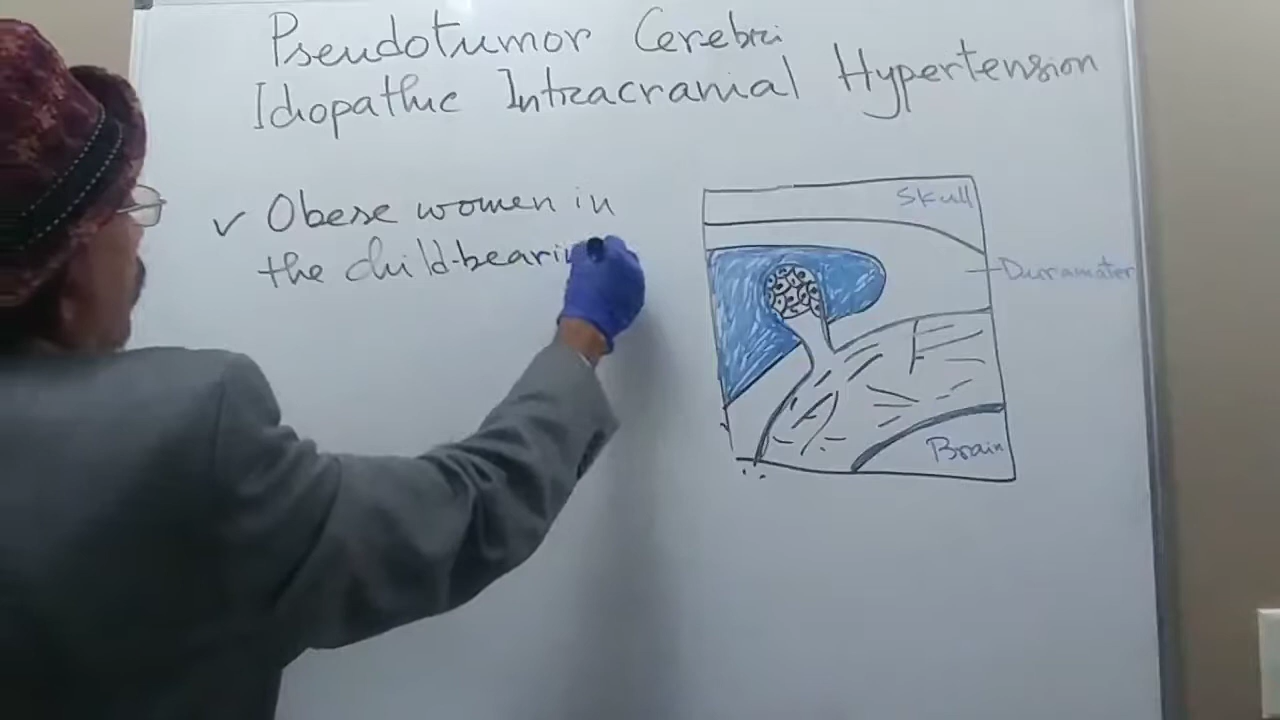 Pseudotumor Cerebri
Idiopathic Intracranial Hypertension
✓ Obese women in
the child-bearin
Skull
Duramater
Brain